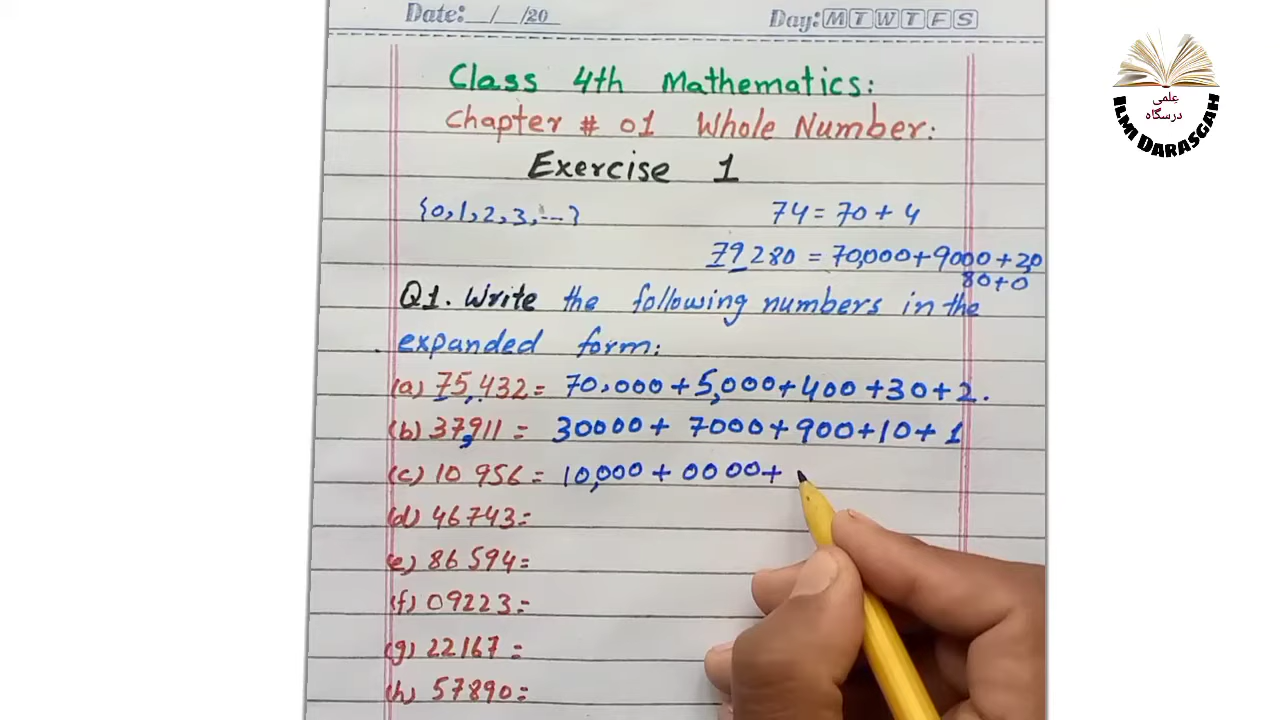 Date: __/__/20__ Day: M T W T F S
علمی
درسگاہ
ILMI DARASGAH
Class 4th Mathematics:
Chapter # 01 Whole Number:
Exercise 1
{0,1,2,3,---} 74 = 70 + 4
79280 = 70,000+9000+20
80+0
Q1. Write the following numbers in the
expanded form:
(a) 75,432 = 70,000+5,000+400+30+2.
(b) 37,911 = 30000+ 7000+900+10+1
(c) 10 956 = 10,000 + 0000+
(d) 46743=
(e) 86 594=
(f) 09223=
(g) 22167 =
(h) 57890=